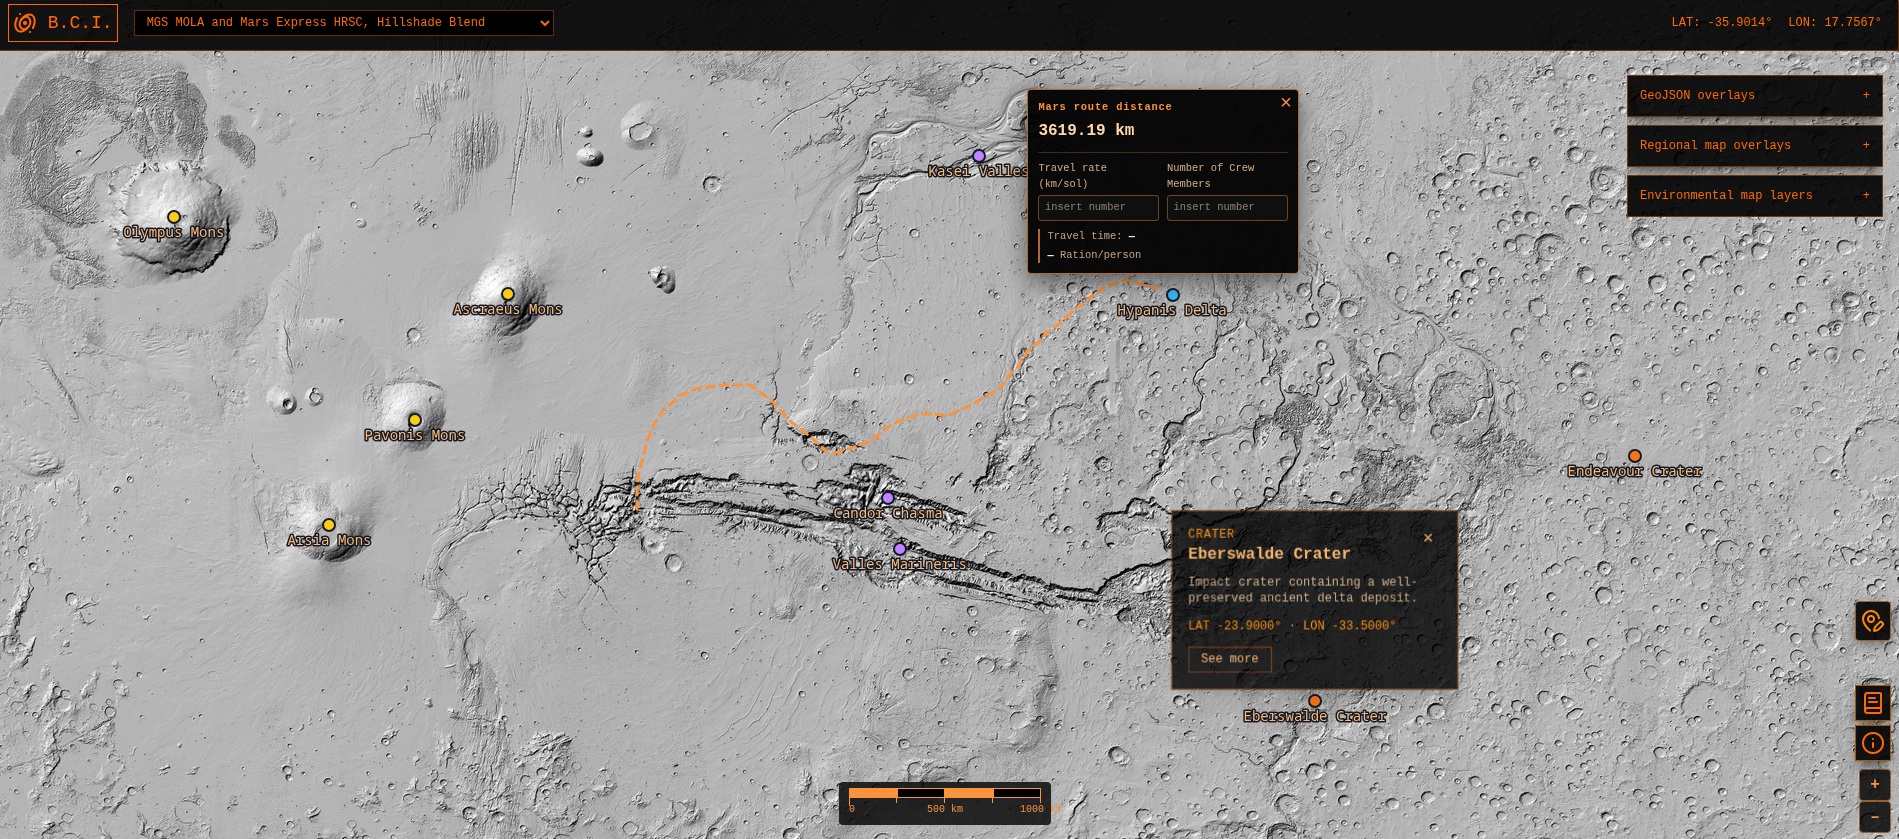 B.C.I.
MGS MOLA and Mars Express HRSC, Hillshade Blend
LAT: -35.9014° LON: 17.7567°
GeoJSON overlays +
Regional map overlays +
Environmental map layers +
Mars route distance ×
3619.19 km
Travel rate (km/sol)
Number of Crew Members
insert number
insert number
Travel time: —
— Ration/person
Kasei Valles
Olympus Mons
Ascraeus Mons
Hypanis Delta
Pavonis Mons
Endeavour Crater
Candor Chasma
Arsia Mons
Valles Marineris
CRATER ×
Eberswalde Crater
Impact crater containing a well-
preserved ancient delta deposit.
LAT -23.9000° · LON -33.5000°
See more
Eberswalde Crater
0 500 km 1000
+
−